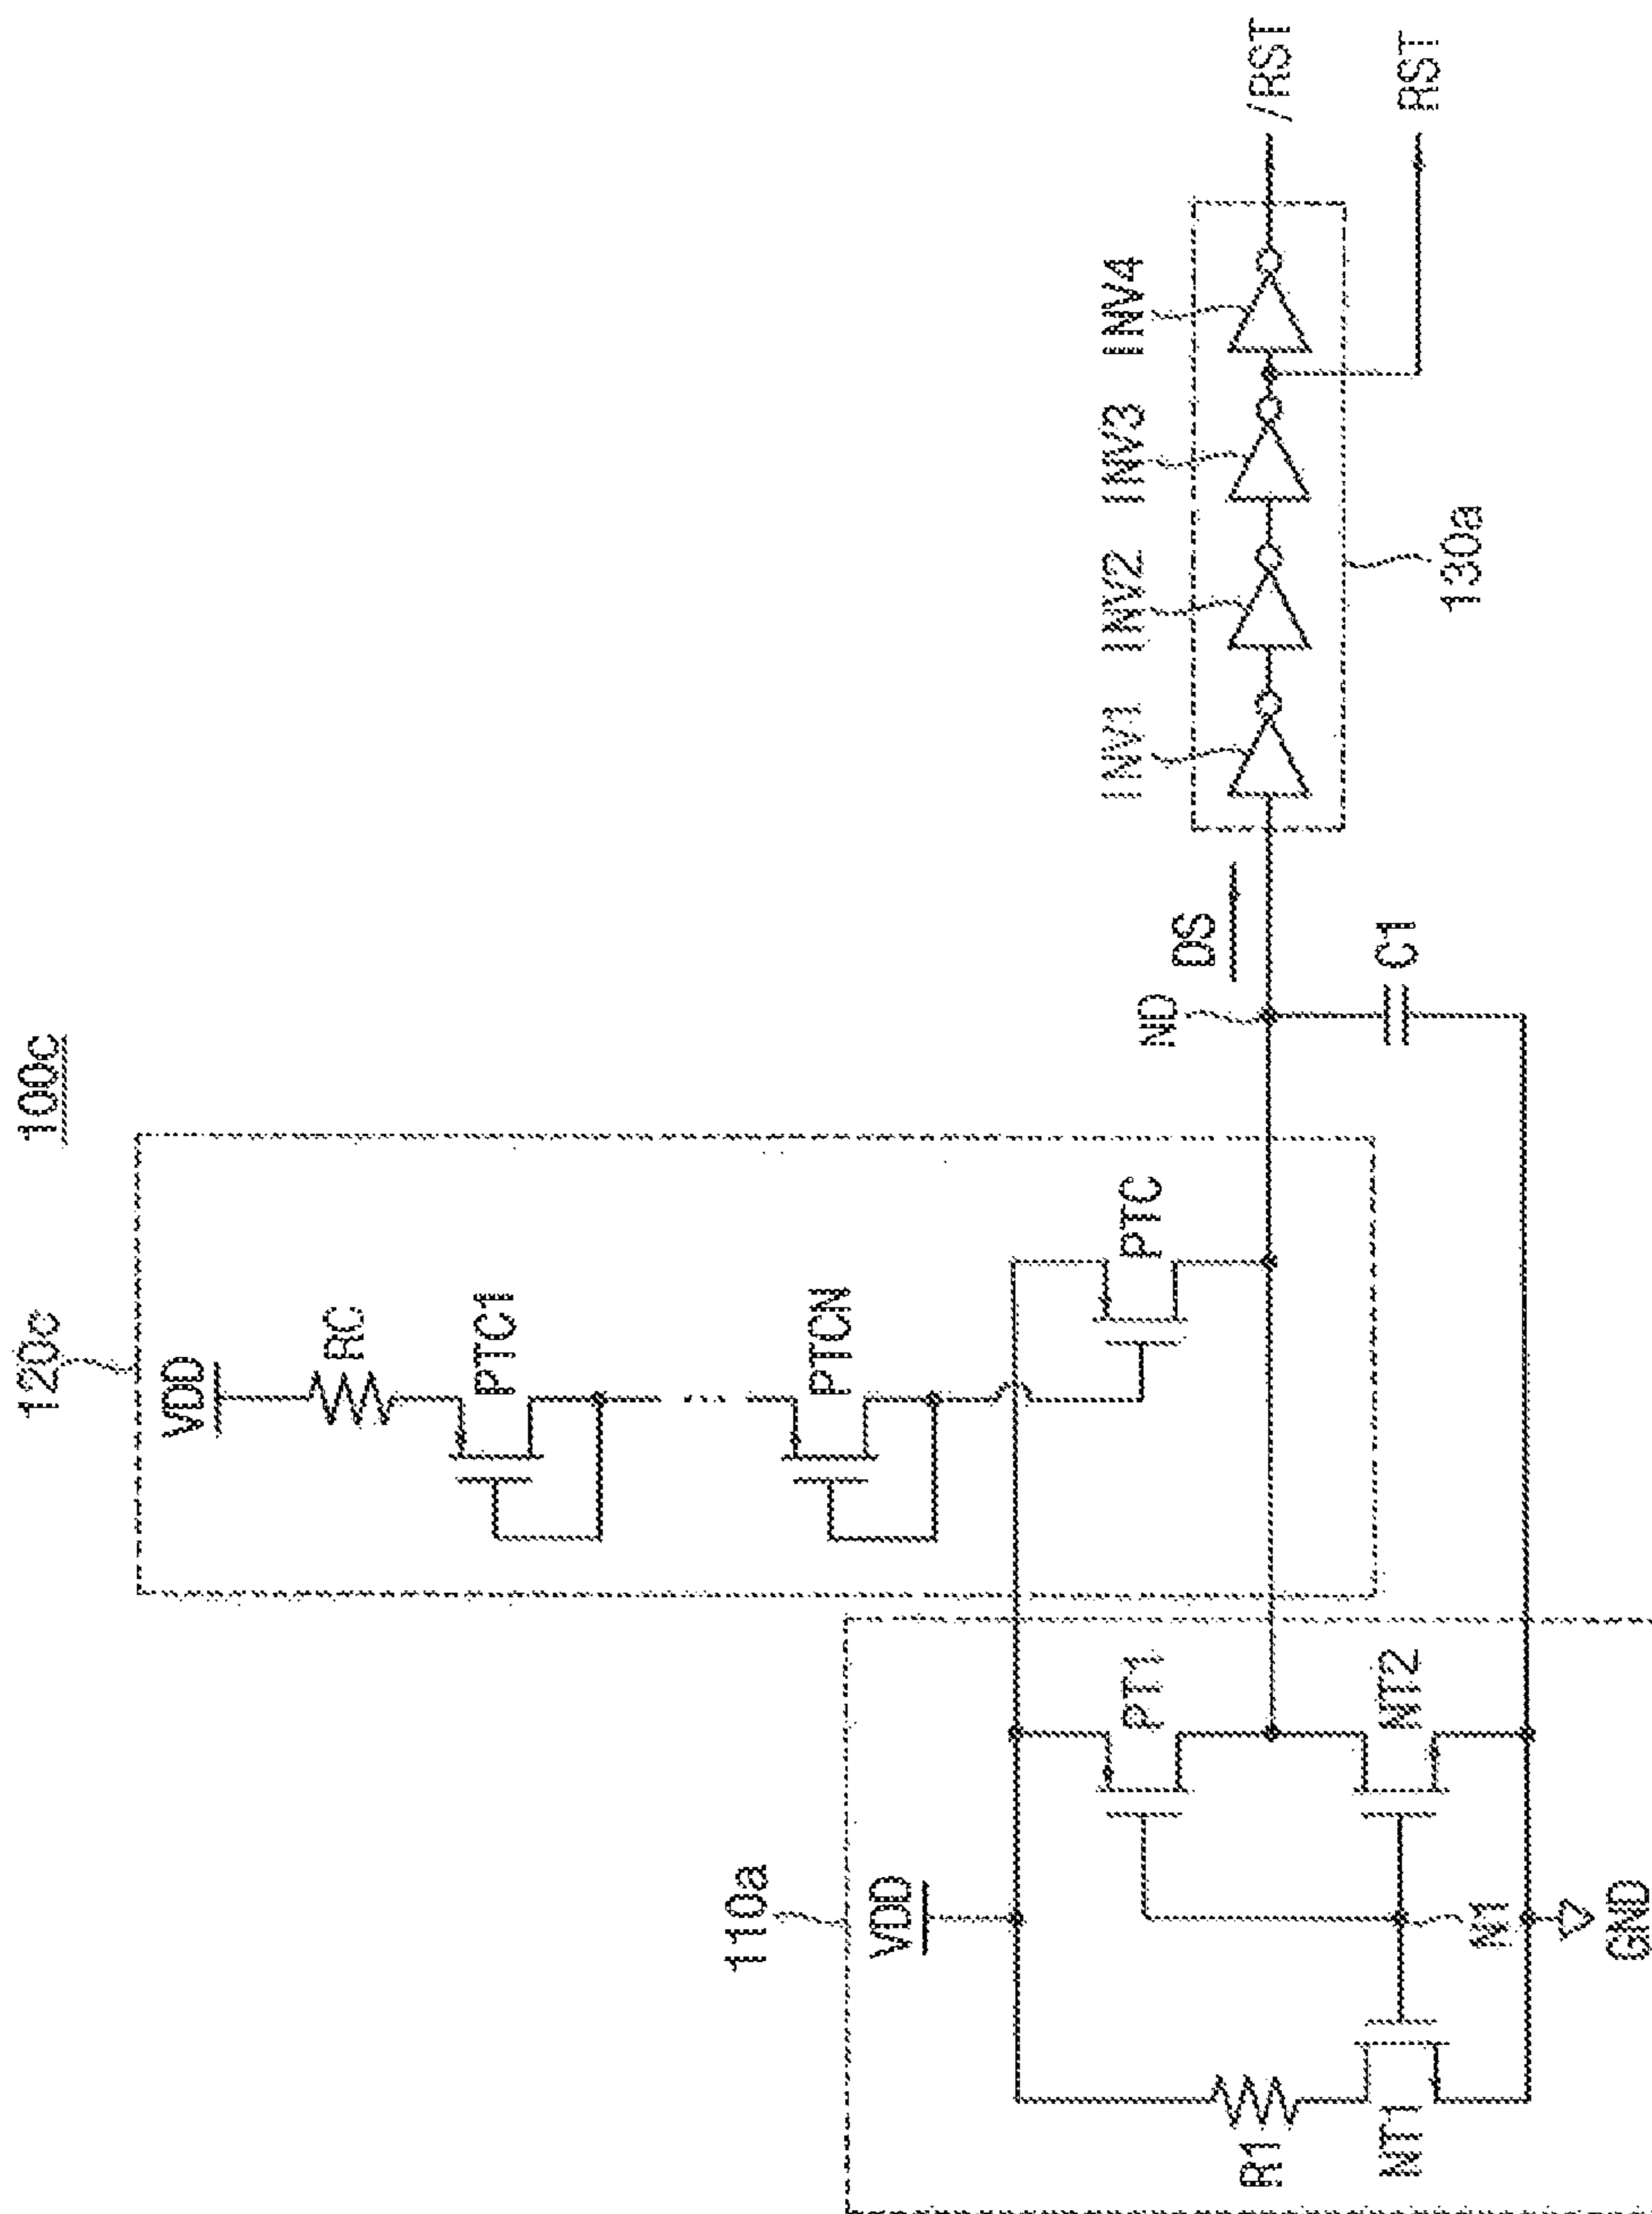 100c
120c
VDD
RC
PTC1
PTCN
PTC
110a
VDD
R1
NT1
N1
PT1
NT2
GND
ND
DS
C1
INV1
INV2
INV3
INV4
130a
/RST
RST